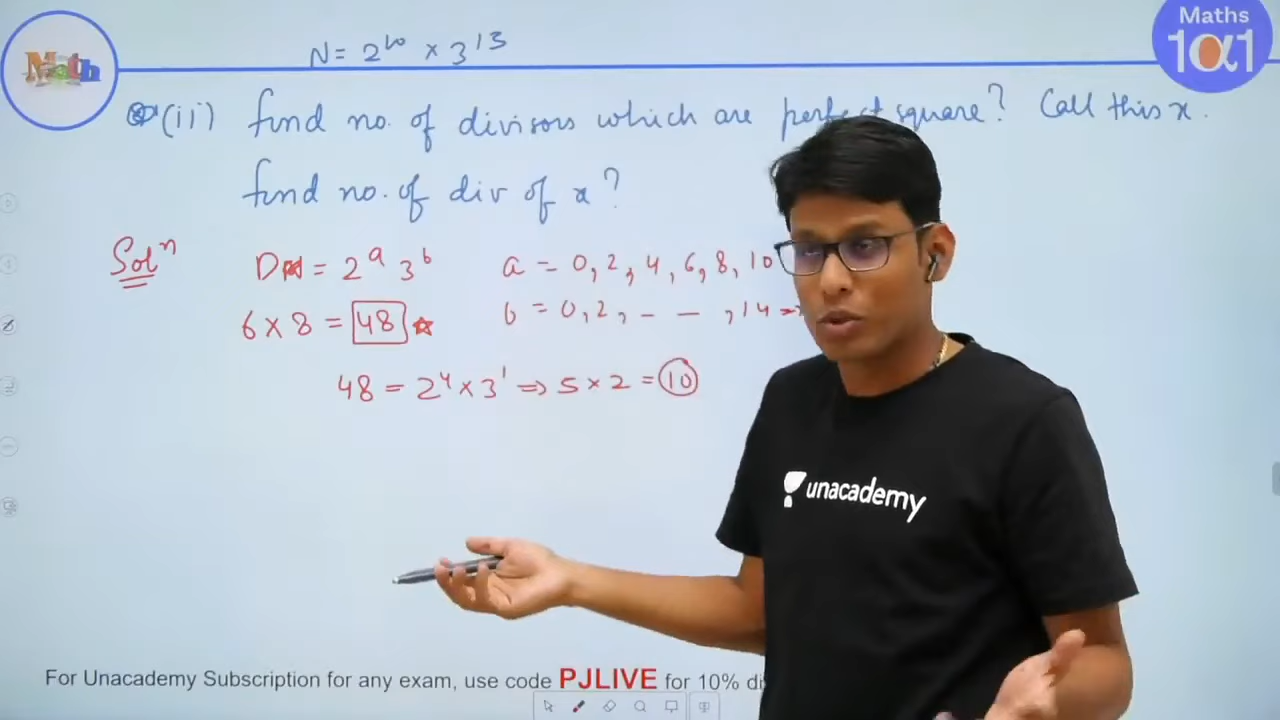 N = 2^10 × 3^13
Math
Maths
1α1
(ii) find no. of divisors which are perfect square? Call this x.
find no. of div of x?
Solⁿ
D = 2^a 3^b
a = 0, 2, 4, 6, 8, 10
6 × 8 = 48
b = 0, 2, - - , 14
48 = 2^4 × 3^1 ⇒ 5 × 2 = 10
unacademy
For Unacademy Subscription for any exam, use code PJLIVE for 10% di